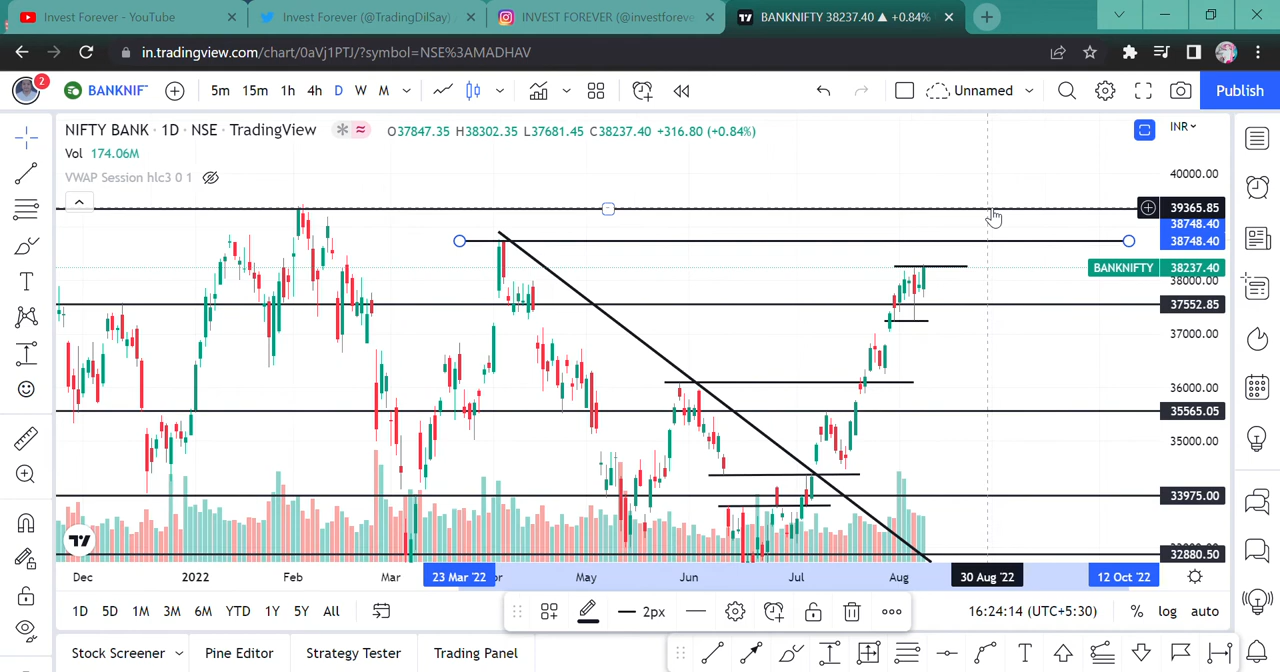 Invest Forever - YouTube
Invest Forever (@TradingDilSay)
INVEST FOREVER (@investforeve
BANKNIFTY 38237.40 ▲ +0.84%
in.tradingview.com/chart/0aVj1PTJ/?symbol=NSE%3AMADHAV
2
BANKNIF
5m 15m 1h 4h D W M
Unnamed
Publish
NIFTY BANK · 1D · NSE · TradingView
O37847.35 H38302.35 L37681.45 C38237.40 +316.80 (+0.84%)
INR
Vol 174.06M
VWAP Session hlc3 0 1
40000.00
39365.85
38748.40
38748.40
BANKNIFTY 38237.40
38000.00
37552.85
37000.00
36000.00
35565.05
35000.00
33975.00
32880.50
Dec 2022 Feb Mar 23 Mar '22 May Jun Jul Aug 30 Aug '22 12 Oct '22
1D 5D 1M 3M 6M YTD 1Y 5Y All
2px
16:24:14 (UTC+5:30)
% log auto
Stock Screener Pine Editor Strategy Tester Trading Panel